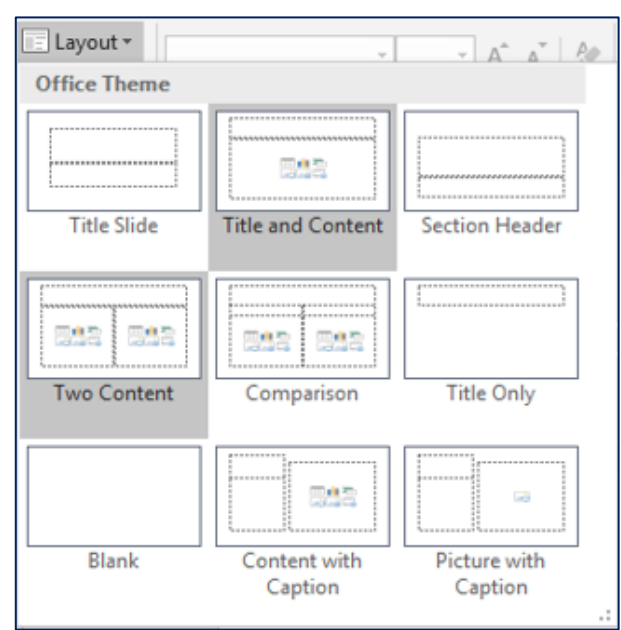 Layout
Office Theme
Title Slide
Title and Content
Section Header
Two Content
Comparison
Title Only
Blank
Content with
Caption
Picture with
Caption